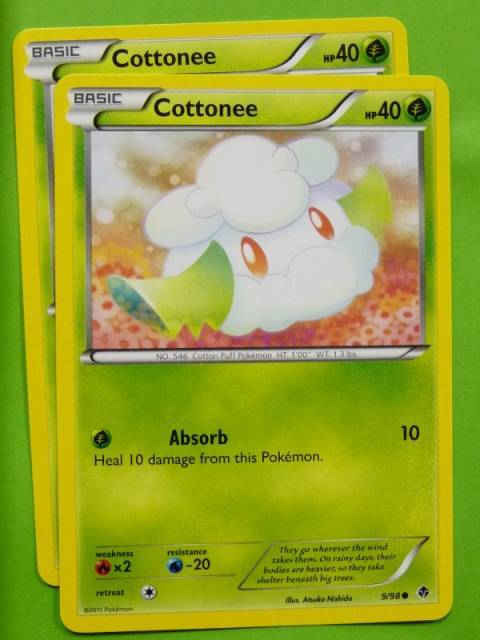 BASIC Cottonee HP40
BASIC Cottonee HP40
NO. 546 Cotton Puff Pokémon HT. 1'00" WT. 1.3 lbs
Absorb 10
Heal 10 damage from this Pokémon.
weakness resistance
×2 -20
retreat
They go wherever the wind
takes them. On rainy days, their
bodies are heavier, so they take
shelter beneath big trees.
Illus. Atsuko Nishida 9/98
©2011 Pokémon